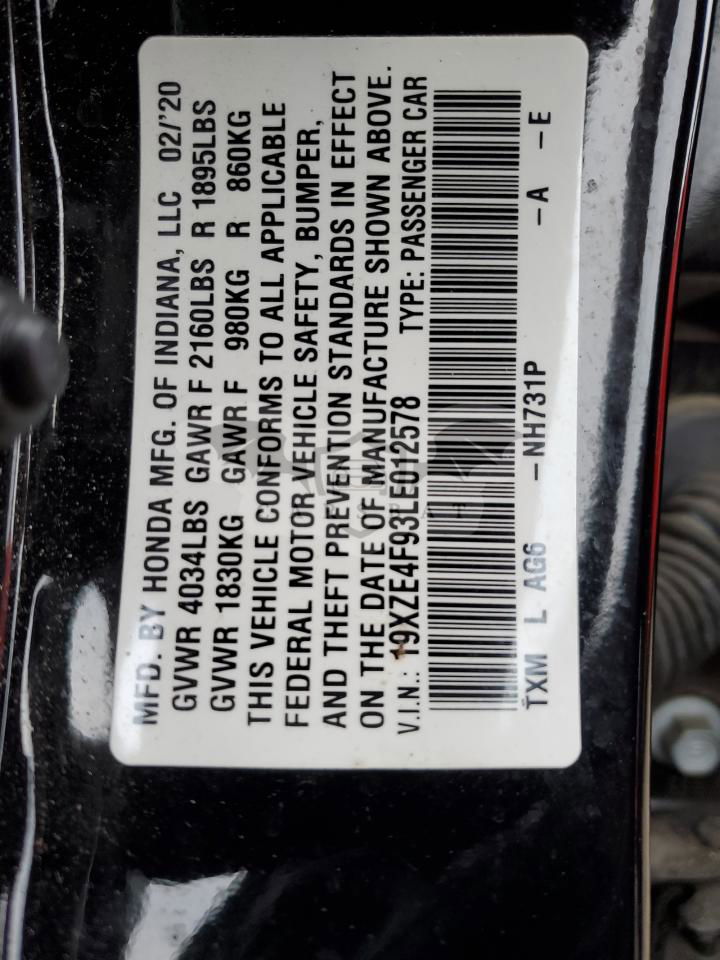 MFD. BY HONDA MFG. OF INDIANA, LLC 02/'20
GVWR 4034LBS GAWR F 2160LBS R 1895LBS
GVWR 1830KG GAWR F 980KG R 860KG
THIS VEHICLE CONFORMS TO ALL APPLICABLE
FEDERAL MOTOR VEHICLE SAFETY, BUMPER,
AND THEFT PREVENTION STANDARDS IN EFFECT
ON THE DATE OF MANUFACTURE SHOWN ABOVE.
V.I.N.: 19XZE4F93LE012578 TYPE: PASSENGER CAR
TXM L AG6 -NH731P -A -E